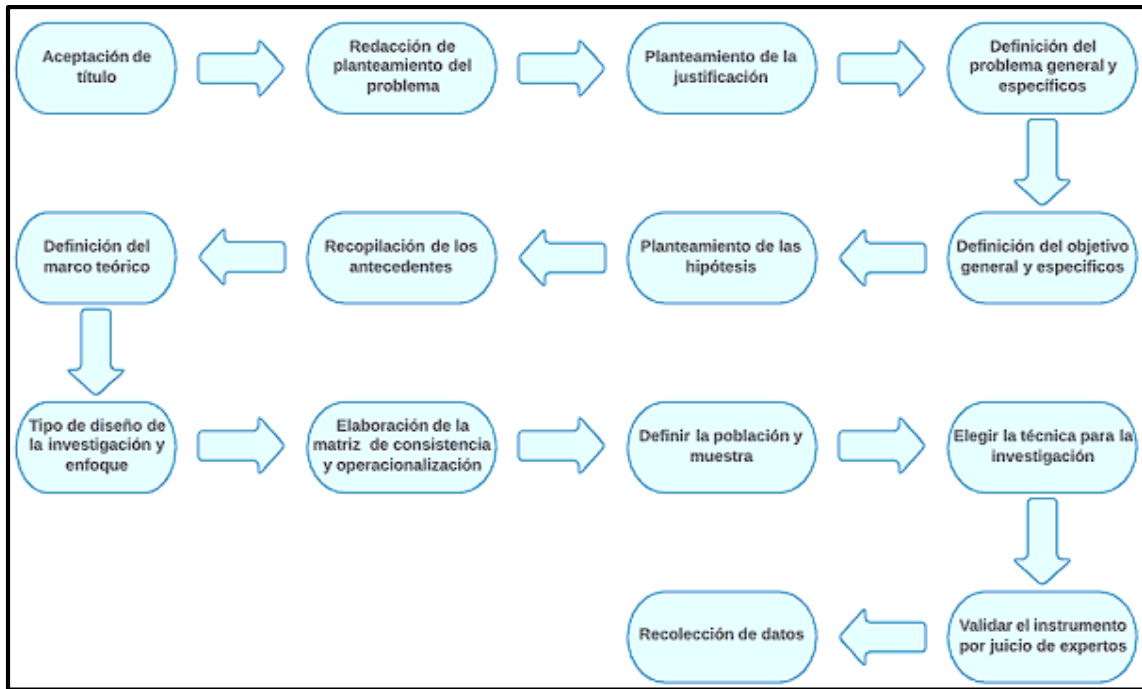 Aceptación de
título
Redacción de
planteamiento del
problema
Planteamiento de la
justificación
Definición del
problema general y
específicos
Definición del objetivo
general y especificos
Planteamiento de las
hipótesis
Recopilación de los
antecedentes
Definición del
marco teórico
Tipo de diseño de
la investigación y
enfoque
Elaboración de la
matriz de consistencia
y operacionalización
Definir la población y
muestra
Elegir la técnica para la
investigación
Validar el instrumento
por juicio de expertos
Recolección de datos